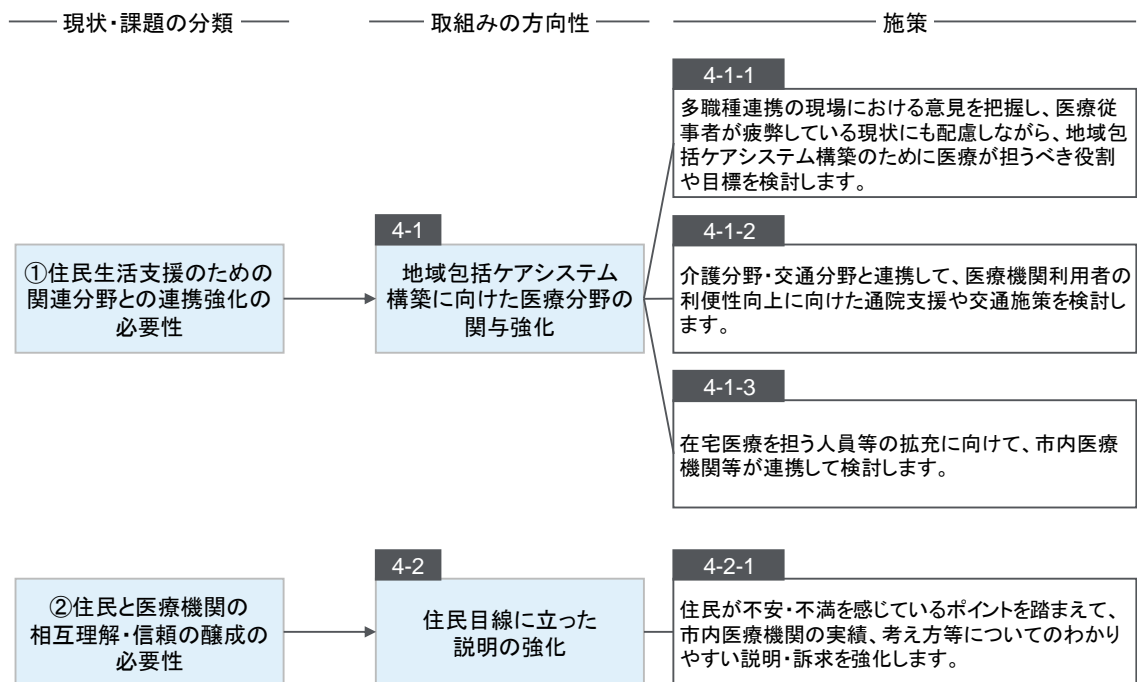 現状・課題の分類
取組みの方向性
施策
①住民生活支援のための
関連分野との連携強化の
必要性
4-1
地域包括ケアシステム
構築に向けた医療分野の
関与強化
4-1-1
多職種連携の現場における意見を把握し、医療従
事者が疲弊している現状にも配慮しながら、地域包
括ケアシステム構築のために医療が担うべき役割
や目標を検討します。
4-1-2
介護分野・交通分野と連携して、医療機関利用者の
利便性向上に向けた通院支援や交通施策を検討し
ます。
4-1-3
在宅医療を担う人員等の拡充に向けて、市内医療
機関等が連携して検討します。
②住民と医療機関の
相互理解・信頼の醸成の
必要性
4-2
住民目線に立った
説明の強化
4-2-1
住民が不安・不満を感じているポイントを踏まえて、
市内医療機関の実績、考え方等についてのわかり
やすい説明・訴求を強化します。